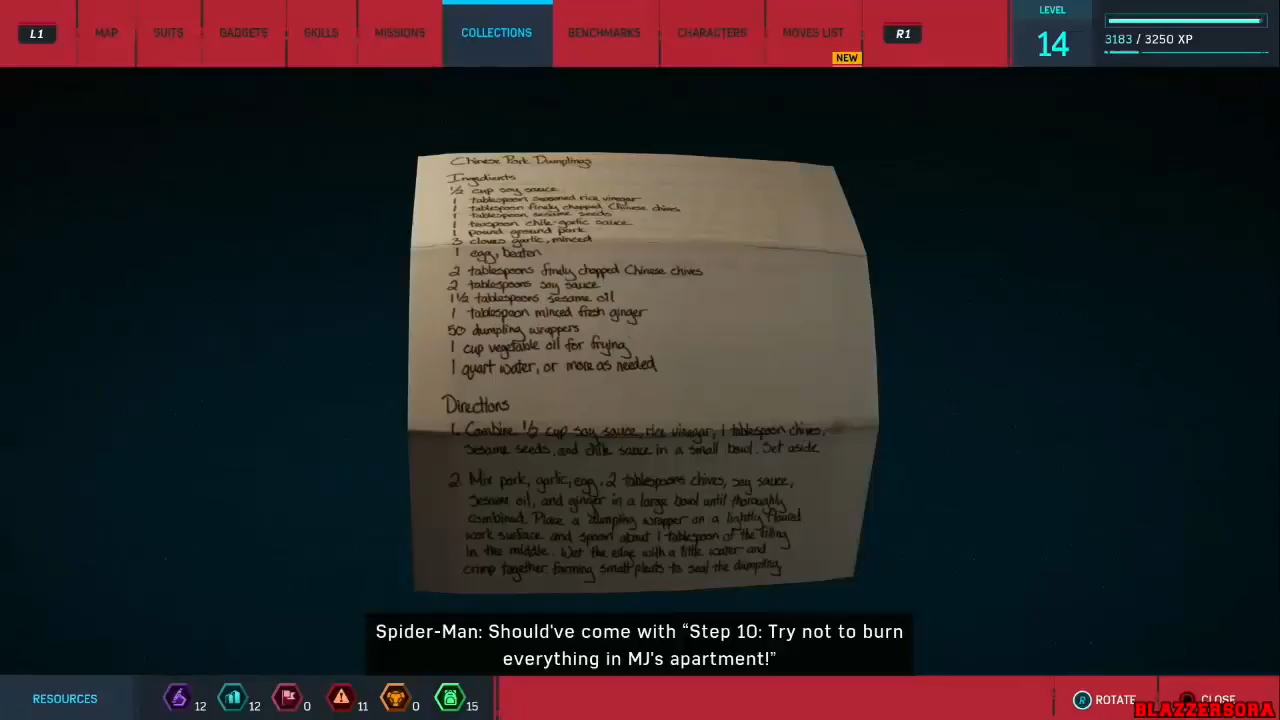 L1 MAP SUITS GADGETS SKILLS MISSIONS COLLECTIONS BENCHMARKS CHARACTERS MOVES LIST R1
NEW
LEVEL
14
3183 / 3250 XP
Chinese Pork Dumplings
Ingredients
1/2 cup soy sauce
1 tablespoon seasoned rice vinegar
1 tablespoon finely chopped Chinese chives
1 tablespoon sesame seeds
1 teaspoon chile-garlic sauce
1 pound ground pork
3 cloves garlic, minced
1 egg, beaten
2 tablespoons finely chopped Chinese chives
2 tablespoons soy sauce
1 1/2 tablespoons sesame oil
1 tablespoon minced fresh ginger
50 dumpling wrappers
1 cup vegetable oil for frying
1 quart water, or more as needed
Directions
1. Combine 1/2 cup soy sauce, rice vinegar, 1 tablespoon chives,
sesame seeds, and chile sauce in a small bowl. Set aside
2. Mix pork, garlic, egg, 2 tablespoons chives, soy sauce,
sesame oil, and ginger in a large bowl until thoroughly
combined. Place a dumpling wrapper on a lightly floured
work surface and spoon about 1 tablespoon of the filling
in the middle. Wet the edge with a little water and
crimp together forming small pleats to seal the dumpling.
Spider-Man: Should've come with “Step 10: Try not to burn
everything in MJ's apartment!”
RESOURCES 12 12 0 11 0 15
R ROTATE CLOSE
BLAZZERSORA